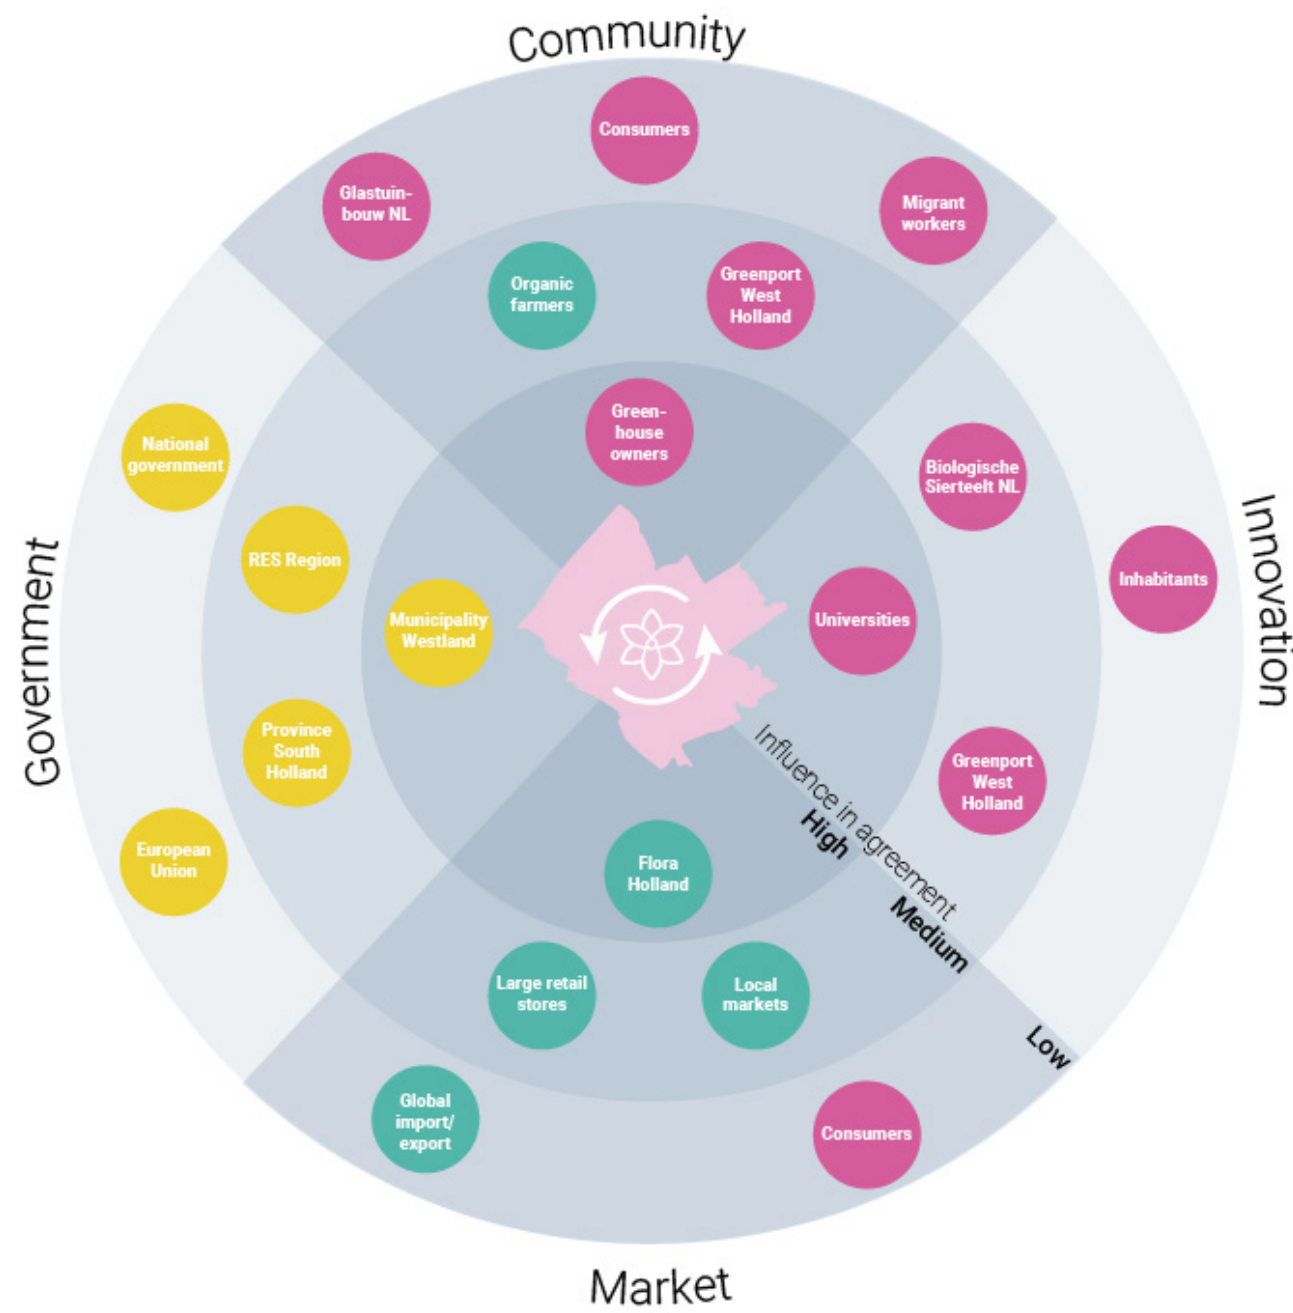 Community
Consumers
Glastuin-
bouw NL
Migrant
workers
Organic
farmers
Greenport
West
Holland
Green-
house
owners
National
government
Biologische
Sierteelt NL
RES Region
Inhabitants
Municipality
Westland
Universities
Government
Innovation
Province
South
Holland
Greenport
West
Holland
Influence in agreement
High
Medium
Low
European
Union
Flora
Holland
Large retail
stores
Local
markets
Global
import/
export
Consumers
Market